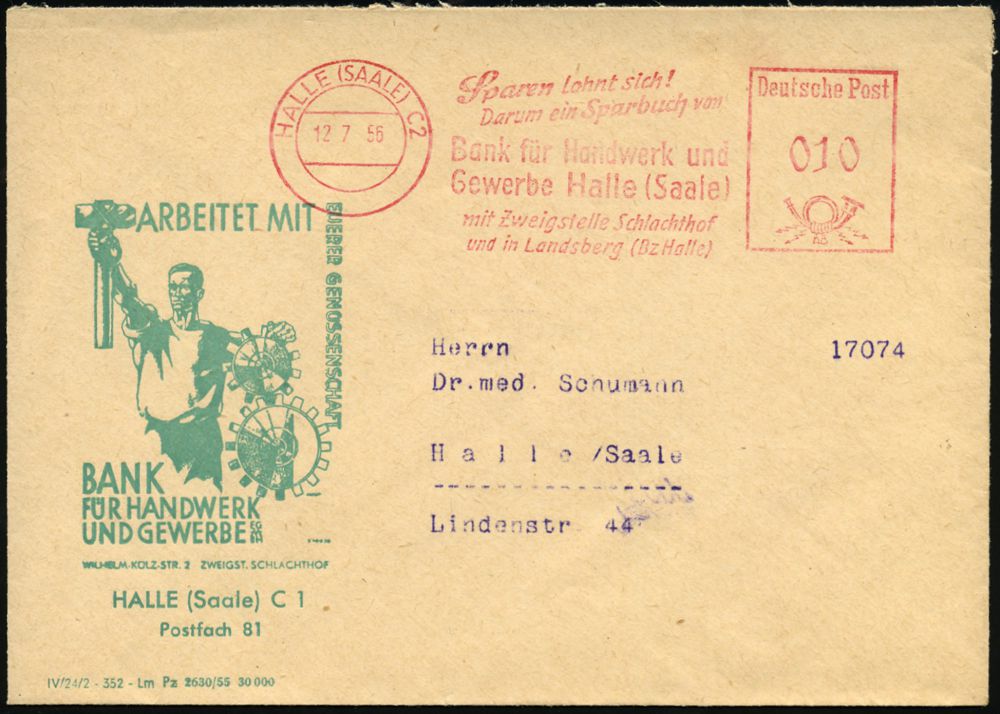 HALLE (SAALE) C2
12 7 56
Sparen lohnt sich!
Darum ein Sparbuch von
Bank für Handwerk und
Gewerbe Halle (Saale)
mit Zweigstelle Schlachthof
und in Landsberg (Bz Halle)
Deutsche Post
010
ARBEITET MIT
EUERER GENOSSENSCHAFT
BANK
FÜR HANDWERK
UND GEWERBE
WILHELM-KÜLZ-STR. 2 ZWEIGST. SCHLACHTHOF
HALLE (Saale) C 1
Postfach 81
IV/24/2 - 352 - Lm Pz 2630/55 30 000
Herrn 17074
Dr.med. Schumann
H a l l e /Saale
Lindenstr 44